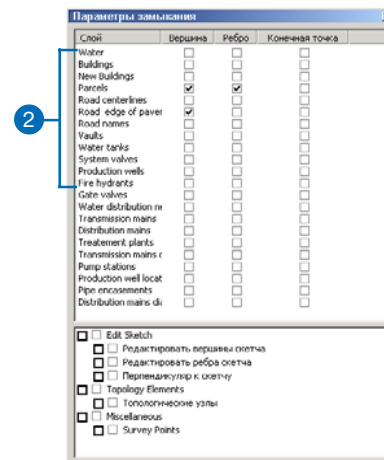 Параметры замыкания
Слой Вершина Ребро Конечная точка
Water
Buildings
New Buildings
Parcels
Road centerlines
Road edge of paver
Road names
Vaults
Water tanks
System valves
Production wells
Fire hydrants
Gate valves
Water distribution ne
Transmission mains
Distribution mains
Treatement plants
Transmission mains c
Pump stations
Production well locat
Pipe encasements
Distribution mains dia
2
Edit Sketch
Редактировать вершины скетча
Редактировать ребра скетча
Перпендикуляр к скетчу
Topology Elements
Топологические узлы
Miscellaneous
Survey Points